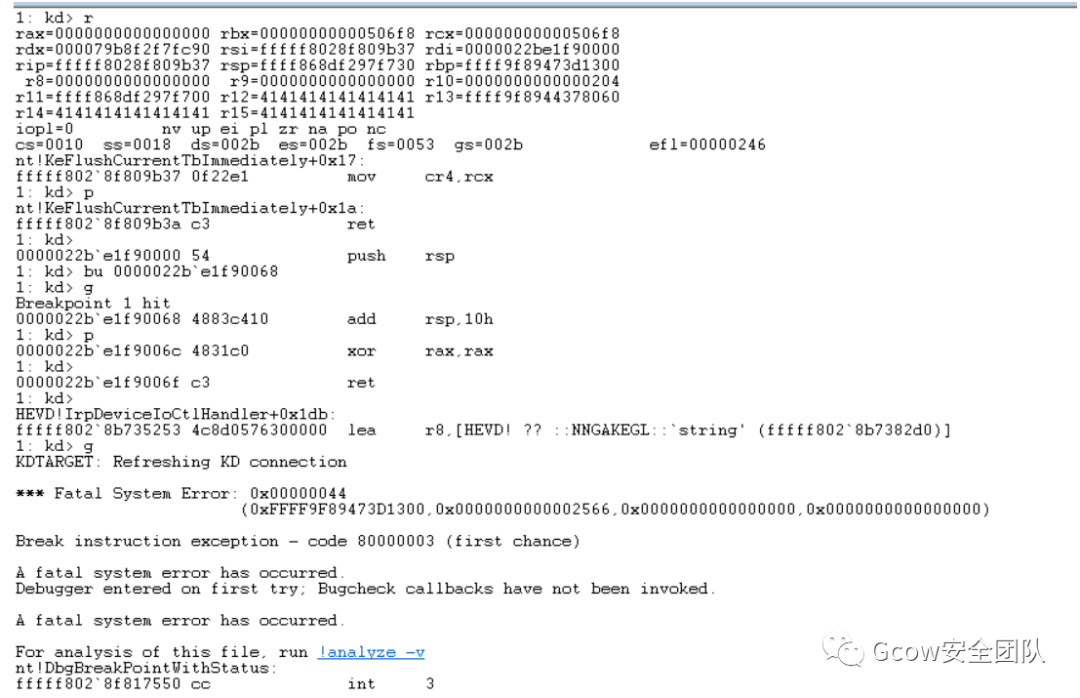 1: kd> r
rax=0000000000000000 rbx=00000000000506f8 rcx=00000000000506f8
rdx=000079b8f2f7fc90 rsi=fffff8028f809b37 rdi=0000022be1f90000
rip=fffff8028f809b37 rsp=ffff868df297f730 rbp=ffff9f89473d1300
r8=0000000000000000 r9=0000000000000000 r10=0000000000000204
r11=ffff868df297f700 r12=4141414141414141 r13=ffff9f8944378060
r14=4141414141414141 r15=4141414141414141
iopl=0 nv up ei pl zr na po nc
cs=0010 ss=0018 ds=002b es=002b fs=0053 gs=002b efl=00000246
nt!KeFlushCurrentTbImmediately+0x17:
fffff802`8f809b37 0f22e1 mov cr4,rcx
1: kd> p
nt!KeFlushCurrentTbImmediately+0x1a:
fffff802`8f809b3a c3 ret
1: kd>
0000022b`e1f90000 54 push rsp
1: kd> bu 0000022b`e1f90068
1: kd> g
Breakpoint 1 hit
0000022b`e1f90068 4883c410 add rsp,10h
1: kd> p
0000022b`e1f9006c 4831c0 xor rax,rax
1: kd>
0000022b`e1f9006f c3 ret
1: kd>
HEVD!IrpDeviceIoCtlHandler+0x1db:
fffff802`8b735253 4c8d0576300000 lea r8,[HEVD! ?? ::NNGAKEGL::`string' (fffff802`8b7382d0)]
1: kd> g
KDTARGET: Refreshing KD connection
*** Fatal System Error: 0x00000044
(0xFFFF9F89473D1300,0x0000000000002566,0x0000000000000000,0x0000000000000000)
Break instruction exception - code 80000003 (first chance)
A fatal system error has occurred.
Debugger entered on first try; Bugcheck callbacks have not been invoked.
A fatal system error has occurred.
For analysis of this file, run !analyze -v
nt!DbgBreakPointWithStatus:
fffff802`8f817550 cc int 3
Gcow安全团队